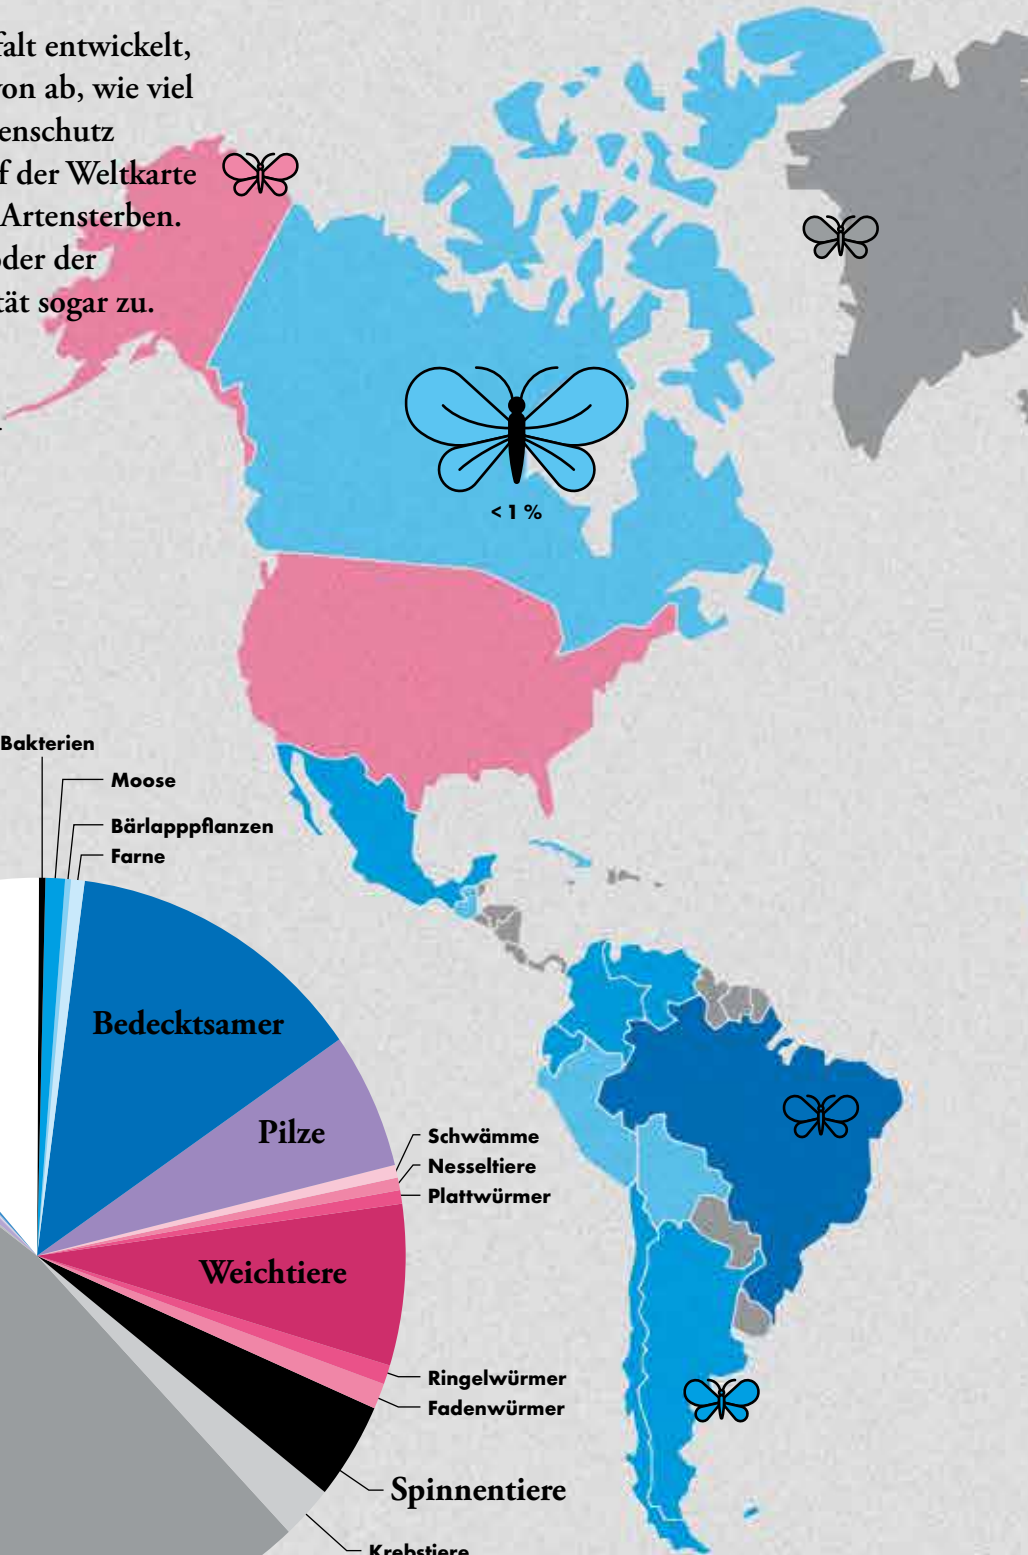 falt entwickelt,
von ab, wie viel
enschutz
f der Weltkarte
Artensterben.
oder der
tät sogar zu.
< 1 %
Bakterien
Moose
Bärlapppflanzen
Farne
Bedecktsamer
Pilze
Schwämme
Nesseltiere
Plattwürmer
Weichtiere
Ringelwürmer
Fadenwürmer
Spinnentiere
Krebstiere